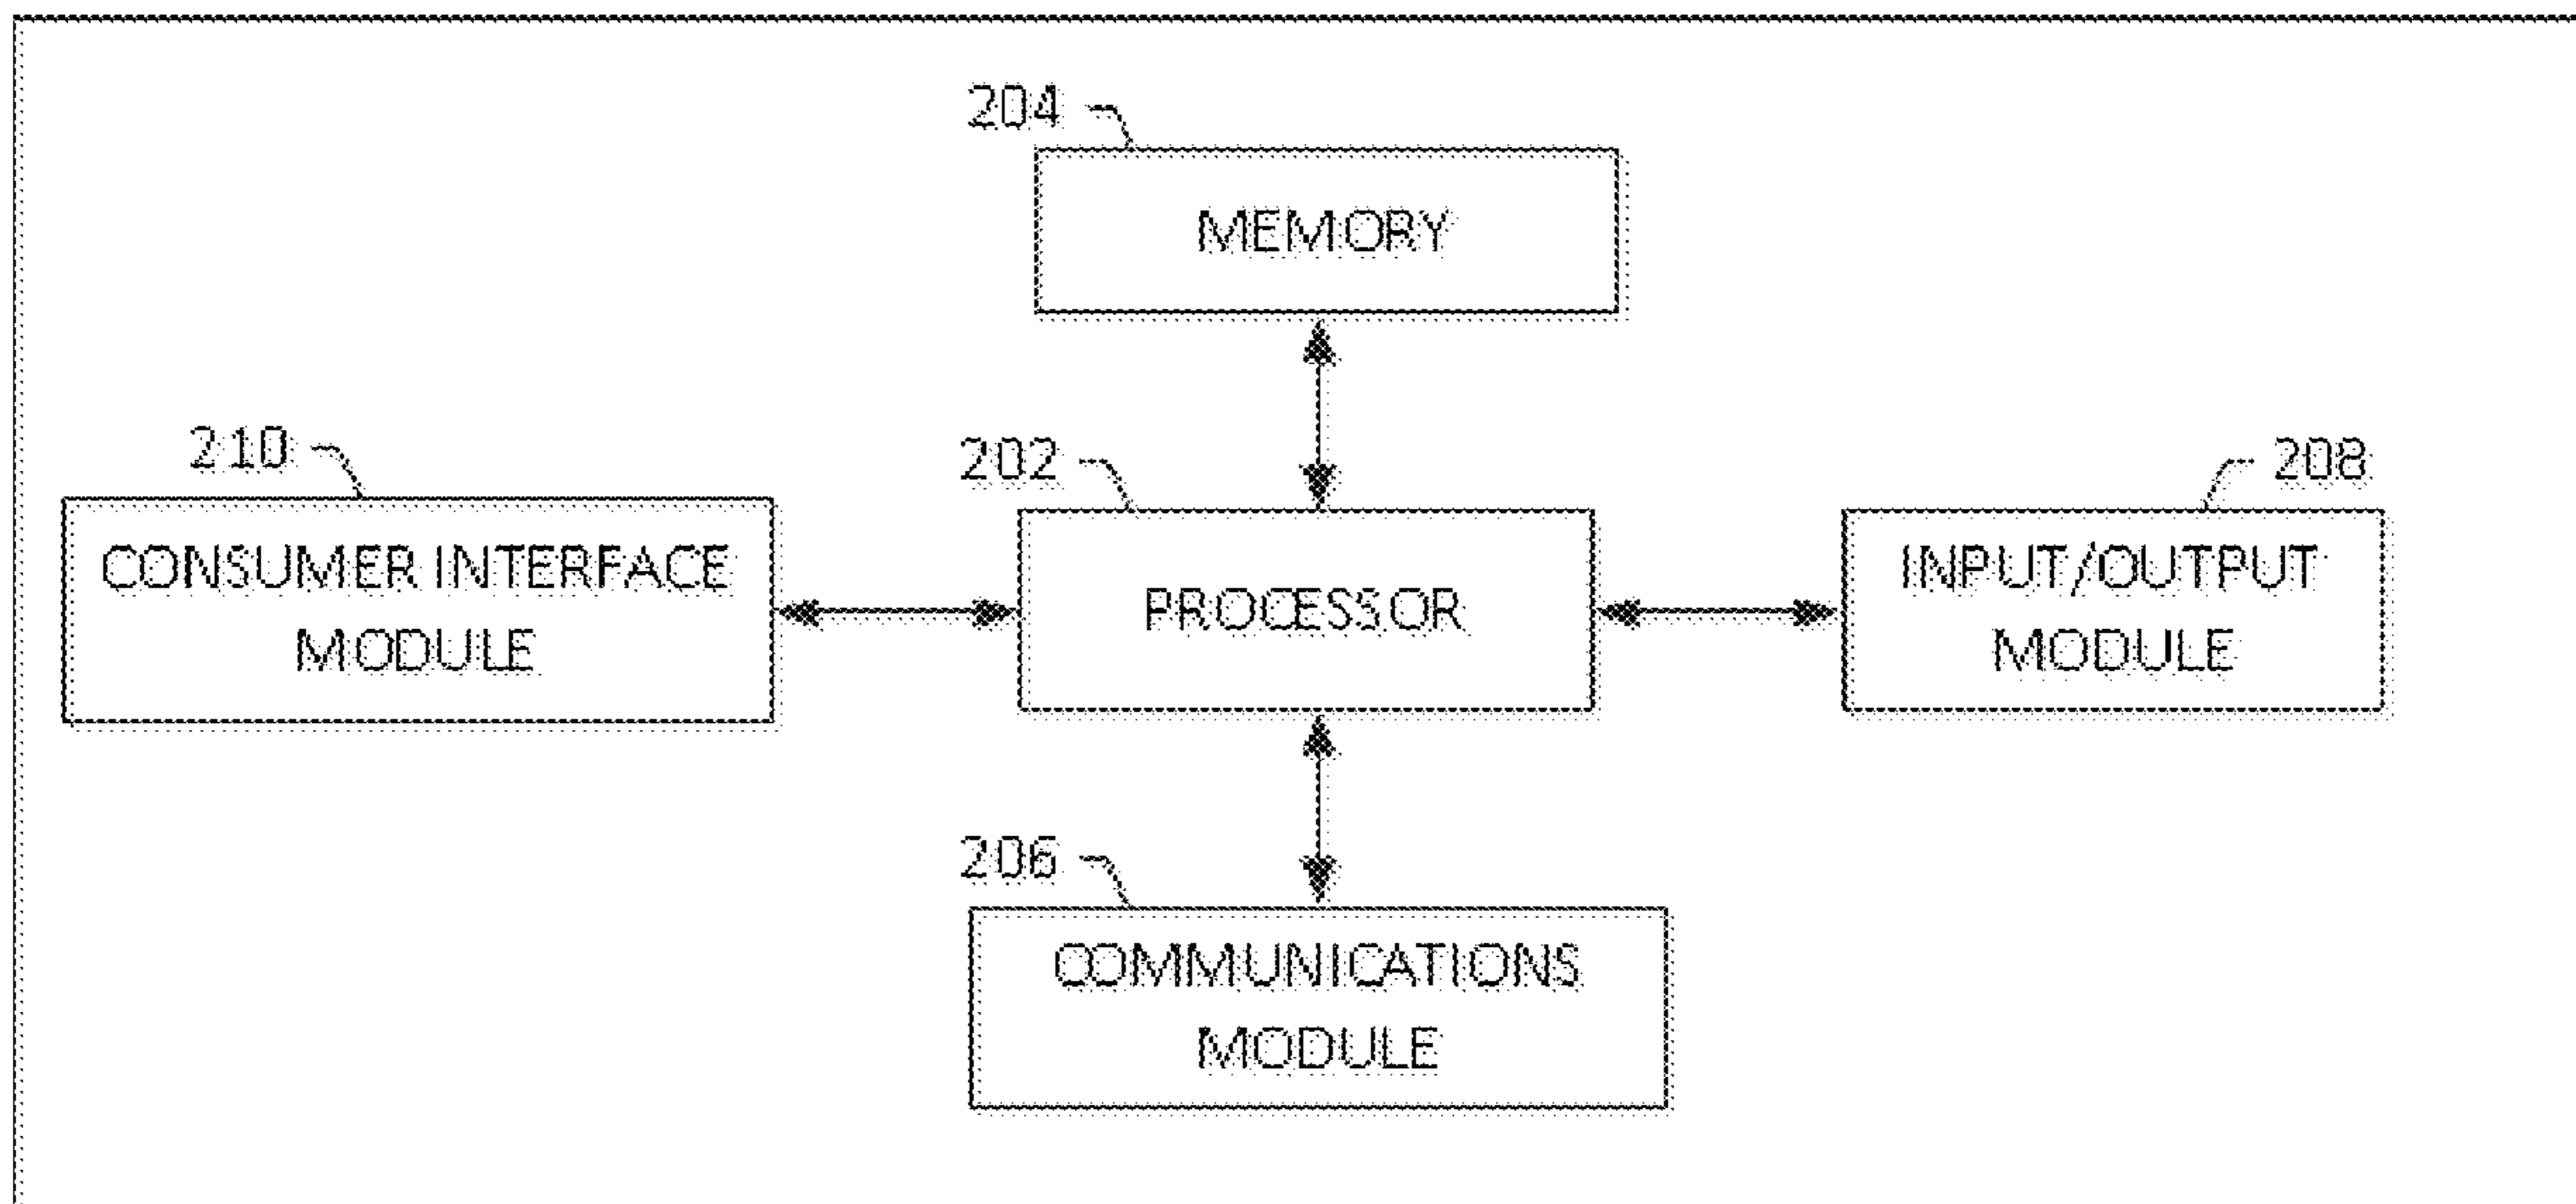 204
MEMORY
210
202
208
CONSUMER INTERFACE
MODULE
PROCESSOR
INPUT/OUTPUT
MODULE
206
COMMUNICATIONS
MODULE